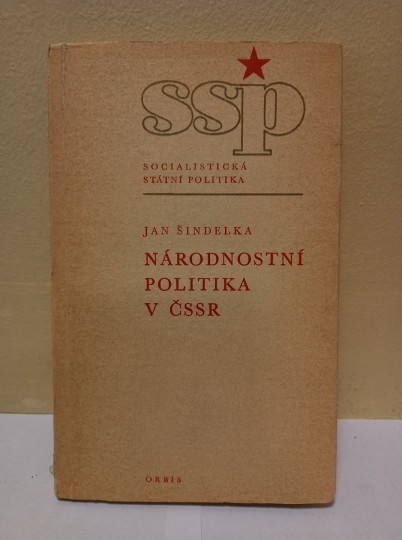 ssp
SOCIALISTICKÁ
STÁTNÍ POLITIKA
JAN ŠINDELKA
NÁRODNOSTNÍ
POLITIKA
V ČSSR
ORBIS